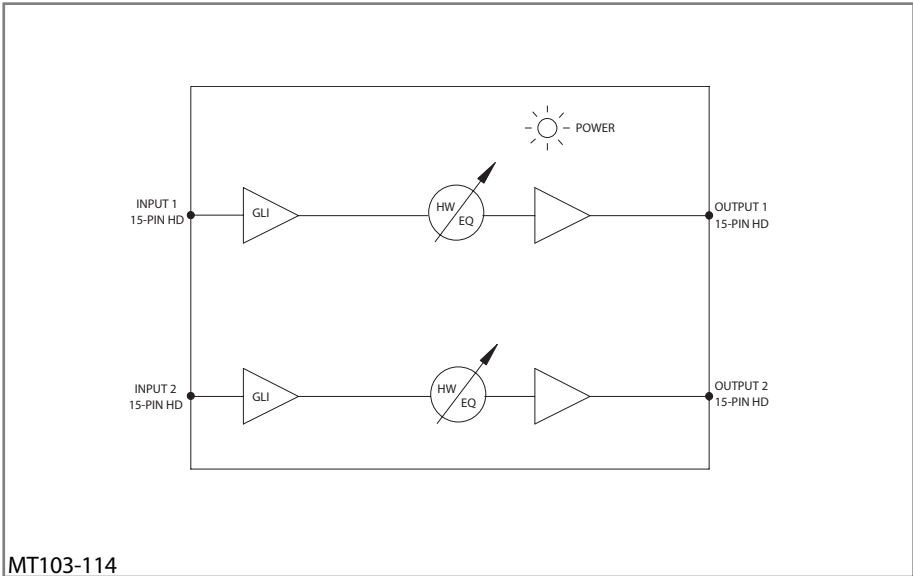 POWER
INPUT 1
15-PIN HD
GLI
HW
EQ
OUTPUT 1
15-PIN HD
INPUT 2
15-PIN HD
GLI
HW
EQ
OUTPUT 2
15-PIN HD
MT103-114